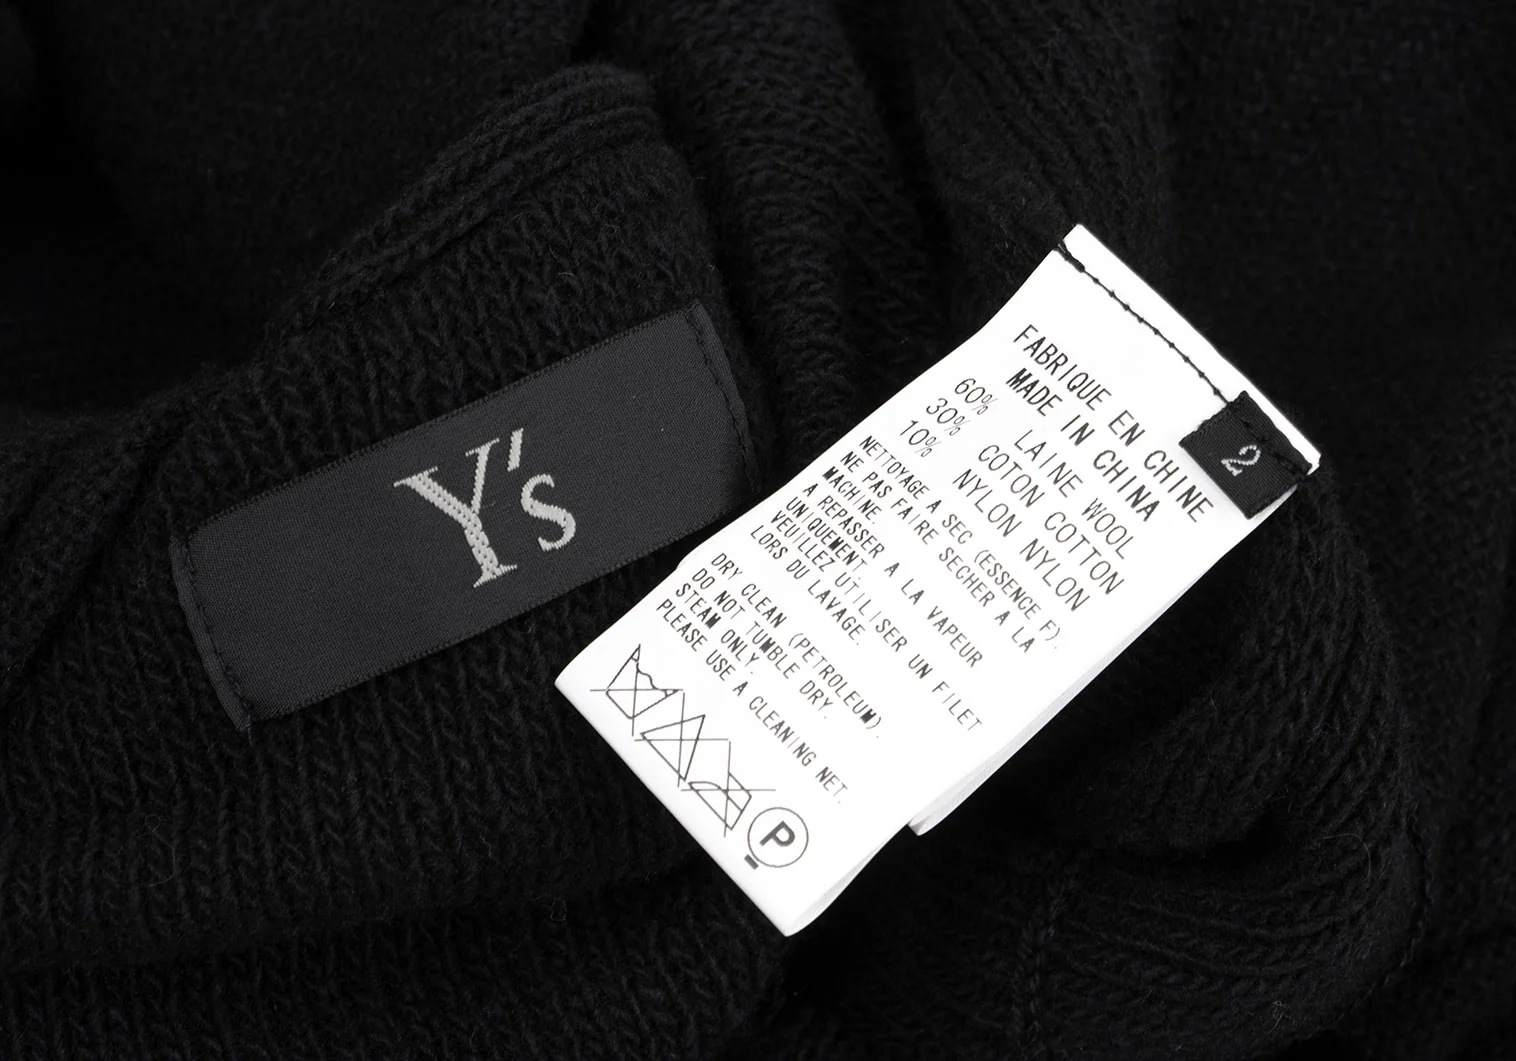 Y's
2
FABRIQUE EN CHINE
MADE IN CHINA
60% LAINE WOOL
30% COTON COTTON
10% NYLON NYLON
NETTOYAGE A SEC (ESSENCE F).
NE PAS FAIRE SECHER A LA
MACHINE.
A REPASSER A LA VAPEUR
UNIQUEMENT.
VEUILLEZ UTILISER UN FILET
LORS DU LAVAGE.
DRY CLEAN (PETROLEUM).
DO NOT TUMBLE DRY.
STEAM ONLY.
PLEASE USE A CLEANING NET.
P